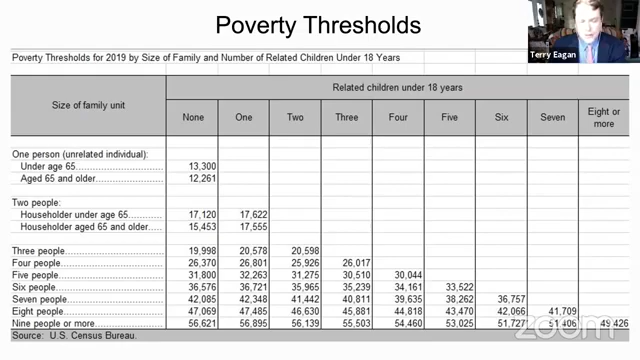 Poverty Thresholds
Terry Eagan
Poverty Thresholds for 2019 by Size of Family and Number of Related Children Under 18 Years
Size of family unit
Related children under 18 years
None One Two Three Four Five Six Seven Eight or more
One person (unrelated individual):
Under age 65 13,300
Aged 65 and older 12,261
Two people:
Householder under age 65 17,120 17,622
Householder aged 65 and older 15,453 17,555
Three people 19,998 20,578 20,598
Four people 26,370 26,801 25,926 26,017
Five people 31,800 32,263 31,275 30,510 30,044
Six people 36,576 36,721 35,965 35,239 34,161 33,522
Seven people 42,085 42,348 41,442 40,811 39,635 38,262 36,757
Eight people 47,069 47,485 46,630 45,881 44,818 43,470 42,066 41,709
Nine people or more 56,621 56,895 56,139 55,503 54,460 53,025 51,727 51,406 49,426
Source: U.S. Census Bureau.
zoom